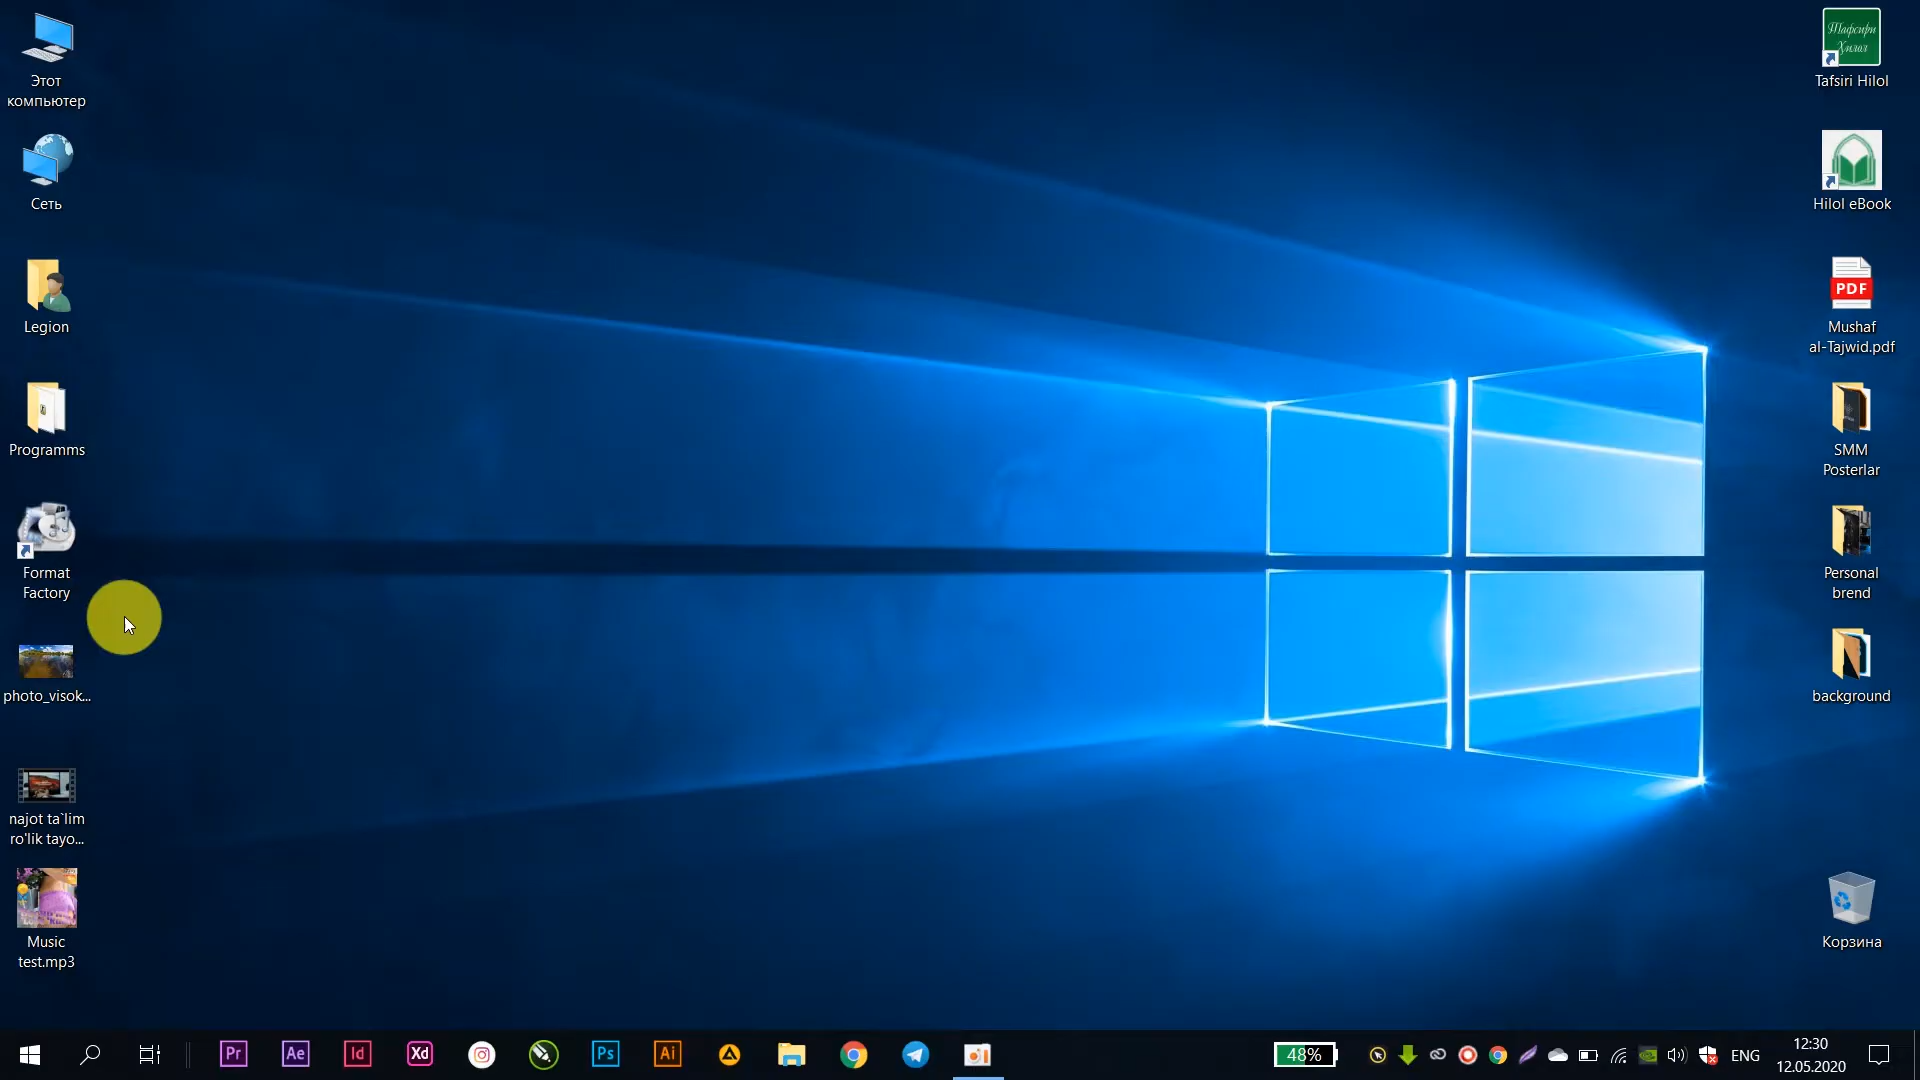 Этот
компьютер
Сеть
Legion
Programms
Format
Factory
photo_visok...
najot ta`lim
ro'lik tayo...
Music
test.mp3
Тафсири
Ҳилол
Tafsiri Hilol
Hilol eBook
PDF
Mushaf
al-Tajwid.pdf
SMM
Posterlar
Personal
brend
background
Корзина
Pr
Ae
Id
Xd
Ps
Ai
48%
ENG
12:30
12.05.2020